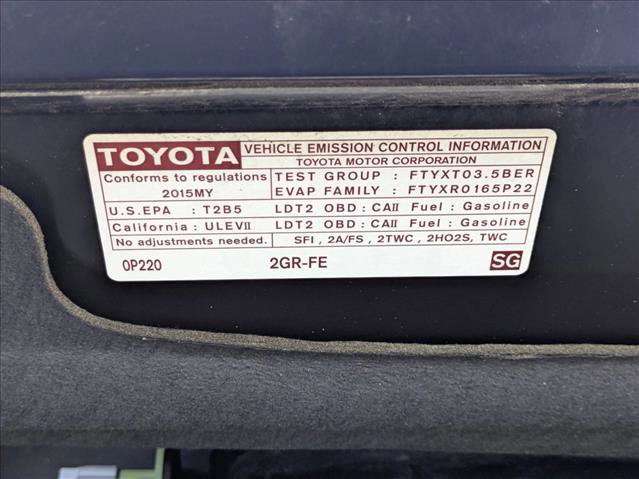 TOYOTA VEHICLE EMISSION CONTROL INFORMATION
TOYOTA MOTOR CORPORATION
Conforms to regulations TEST GROUP : FTYXT03.5BER
2015MY EVAP FAMILY : FTYXR0165P22
U.S.EPA : T2B5 LDT2 OBD : CAII Fuel : Gasoline
California : ULEVII LDT2 OBD : CAII Fuel : Gasoline
No adjustments needed. SFI , 2A/FS , 2TWC , 2HO2S, TWC
0P220 2GR-FE SG